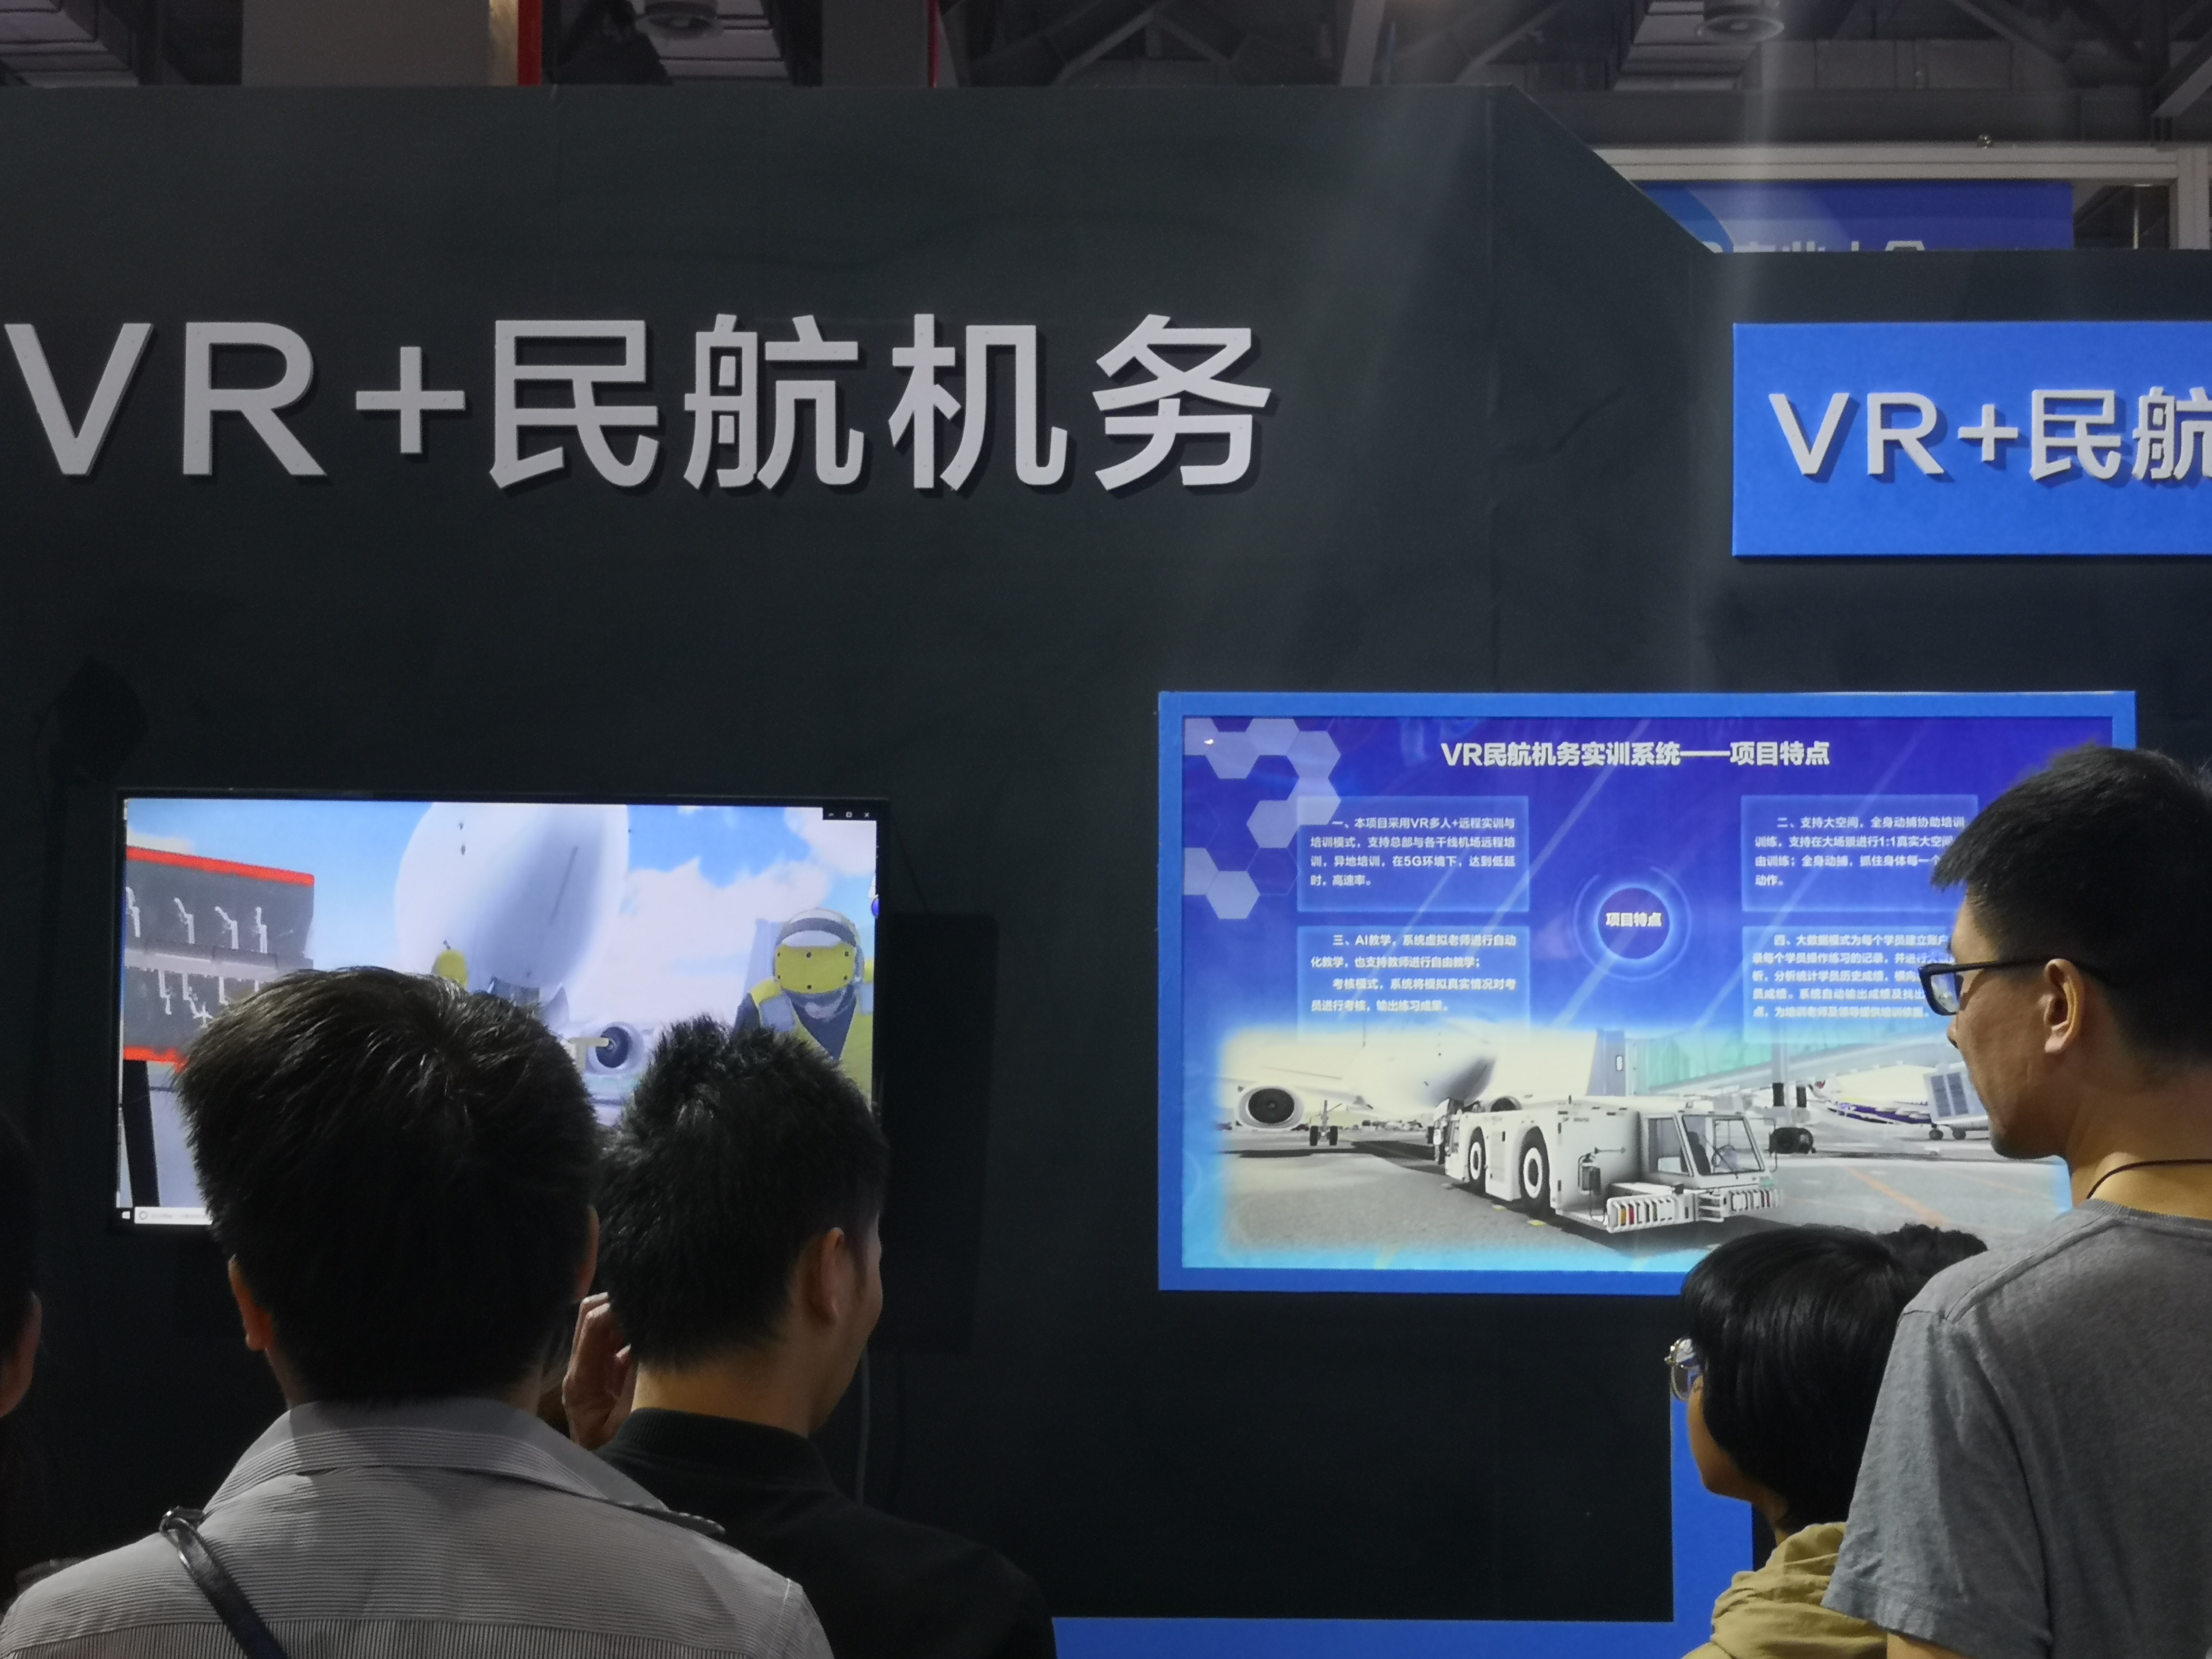 VR+民航机务
VR+民航
VR民航机务实训系统——项目特点
一、本项目采用VR多人+远程实训与
培训模式，支持总部与各干线机场远程培
训，异地培训，在5G环境下，达到低延
时，高速率。
二、支持大空间，全身动捕协助培训
训练，支持在大场景进行1:1真实大空间
由训练；全身动捕，抓住身体每一个
动作。
项目特点
三、AI教学，系统虚拟老师进行自动
化教学，也支持教师进行自由教学；
考核模式，系统将模拟真实情况对考
员进行考核，输出练习成果。
四、大数据模式为每个学员建立账户
录每个学员操作练习的记录，并进行
析，分析统计学员历史成绩，横向
员成绩。系统自动输出成绩及找出
点，为培训老师及领导提供培训依据。